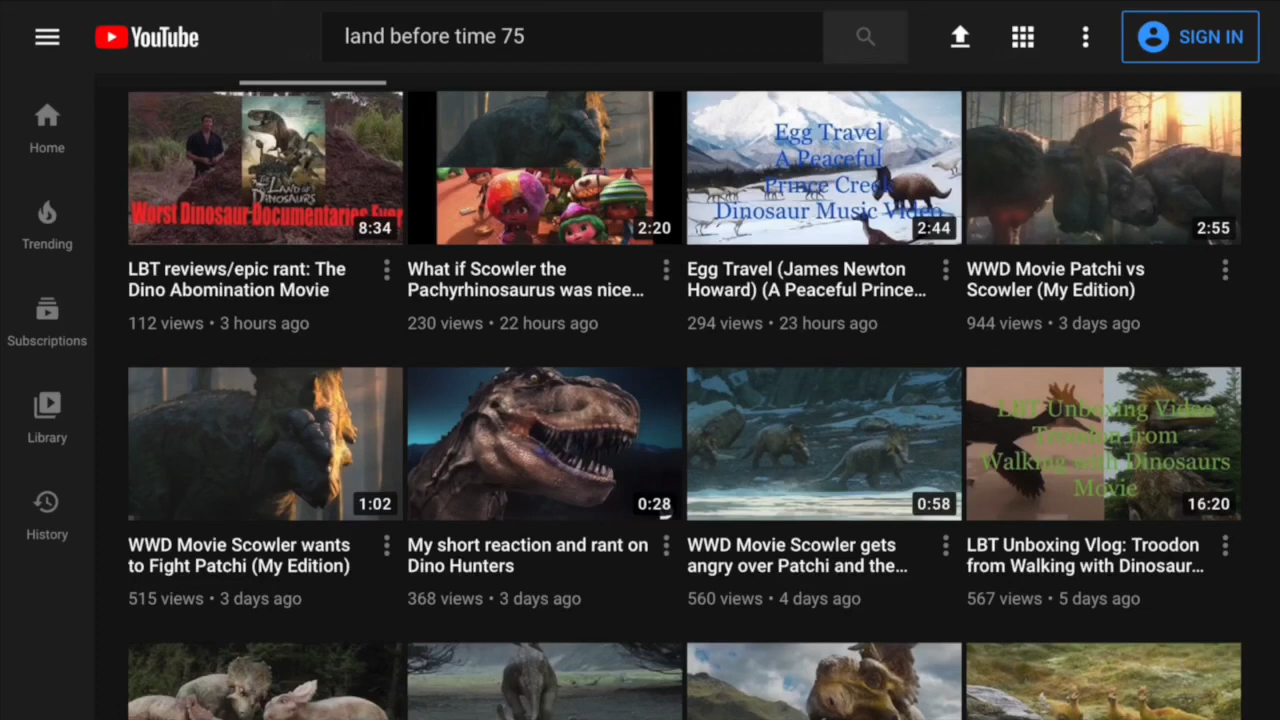 YouTube
land before time 75
SIGN IN
Home
Trending
Subscriptions
Library
History
LAND OF
DINOSAURS
Worst Dinosaur Documentaries Ever
8:34
LBT reviews/epic rant: The
Dino Abomination Movie
112 views • 3 hours ago
2:20
What if Scowler the
Pachyrhinosaurus was nice...
230 views • 22 hours ago
Egg Travel
A Peaceful
Prince Creek
Dinosaur Music Video
2:44
Egg Travel (James Newton
Howard) (A Peaceful Prince...
294 views • 23 hours ago
2:55
WWD Movie Patchi vs
Scowler (My Edition)
944 views • 3 days ago
1:02
WWD Movie Scowler wants
to Fight Patchi (My Edition)
515 views • 3 days ago
0:28
My short reaction and rant on
Dino Hunters
368 views • 3 days ago
0:58
WWD Movie Scowler gets
angry over Patchi and the...
560 views • 4 days ago
LBT Unboxing Video
Troodon from
Walking with Dinosaurs
Movie
16:20
LBT Unboxing Vlog: Troodon
from Walking with Dinosaur...
567 views • 5 days ago